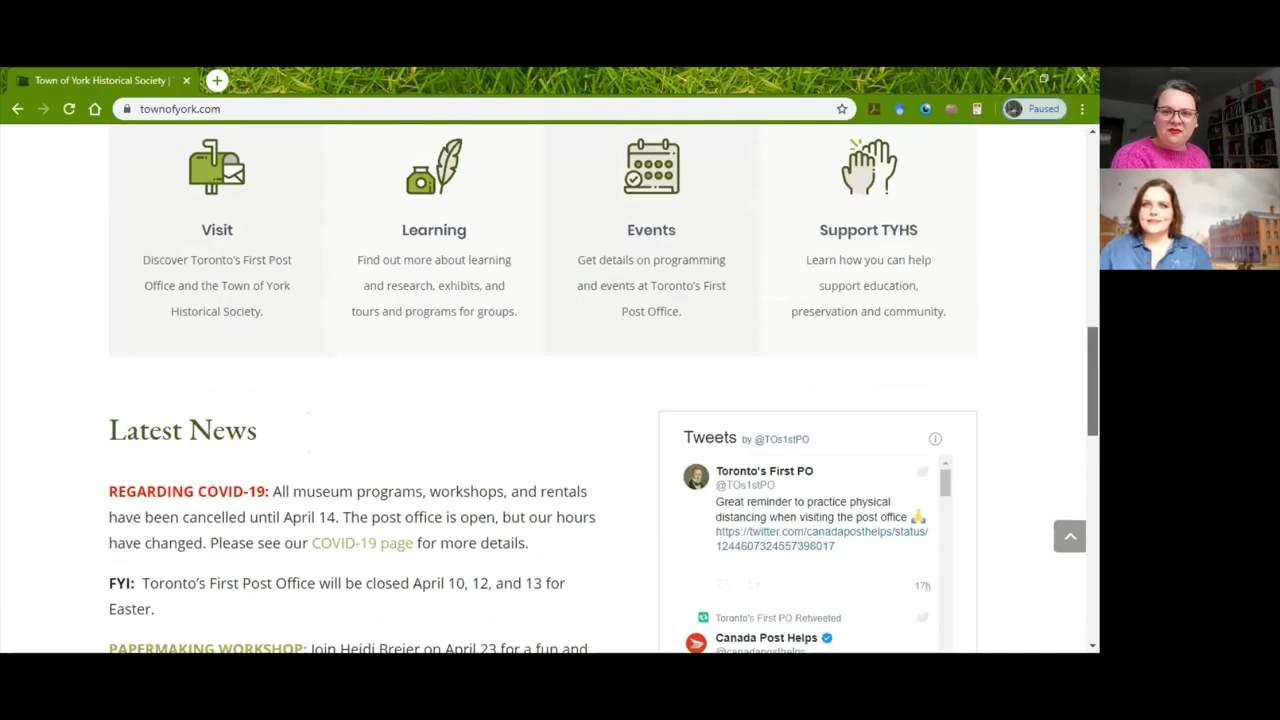 Town of York Historical Society |
townofyork.com
Paused
Visit
Discover Toronto's First Post
Office and the Town of York
Historical Society.
Learning
Find out more about learning
and research, exhibits, and
tours and programs for groups.
Events
Get details on programming
and events at Toronto's First
Post Office.
Support TYHS
Learn how you can help
support education,
preservation and community.
Latest News
REGARDING COVID-19: All museum programs, workshops, and rentals
have been cancelled until April 14. The post office is open, but our hours
have changed. Please see our COVID-19 page for more details.
FYI: Toronto's First Post Office will be closed April 10, 12, and 13 for
Easter.
PAPERMAKING WORKSHOP: Join Heidi Breier on April 23 for a fun and
Tweets by @TOs1stPO
Toronto's First PO
@TOs1stPO
Great reminder to practice physical
distancing when visiting the post office 🙏
https://twitter.com/canadaposthelps/status/
1244607324557398017
17h
Toronto's First PO Retweeted
Canada Post Helps
@canadaposthelps